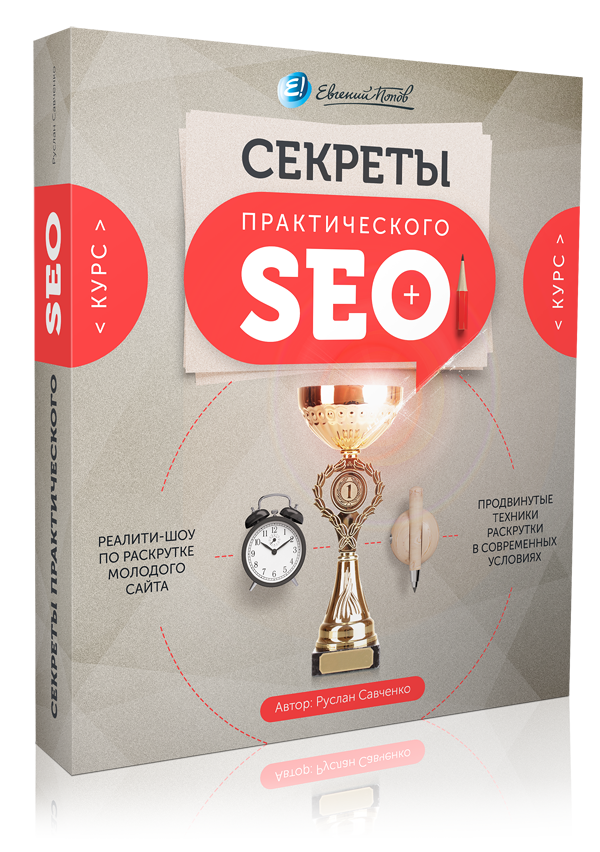 Е! Евгений Попов
СЕКРЕТЫ
ПРАКТИЧЕСКОГО
SEO
+
< КУРС >
< КУРС >
РЕАЛИТИ-ШОУ
ПО РАСКРУТКЕ
МОЛОДОГО
САЙТА
1
ПРОДВИНУТЫЕ
ТЕХНИКИ
РАСКРУТКИ
В СОВРЕМЕННЫХ
УСЛОВИЯХ
Автор: Руслан Савченко
Руслан Савченко
СЕКРЕТЫ ПРАКТИЧЕСКОГО SEO